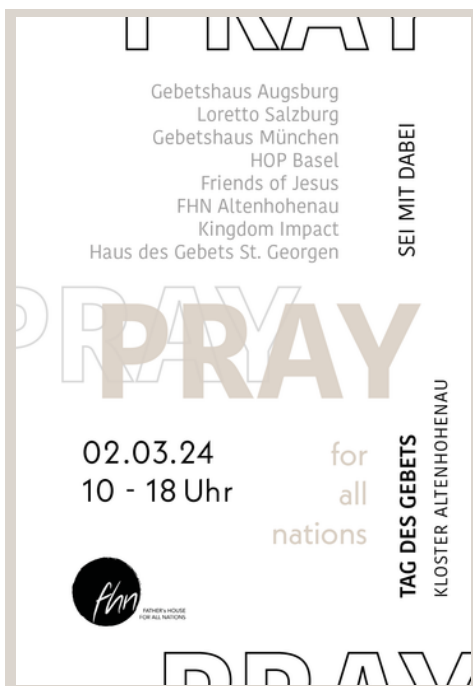 PRAY
Gebetshaus Augsburg
Loretto Salzburg
Gebetshaus München
HOP Basel
Friends of Jesus
FHN Altenhohenau
Kingdom Impact
Haus des Gebets St. Georgen
SEI MIT DABEI
PRAY
PRAY
02.03.24
10 - 18 Uhr
for
all
nations
TAG DES GEBETS
KLOSTER ALTENHOHENAU
fhn
FATHER's HOUSE
FOR ALL NATIONS
PRAY